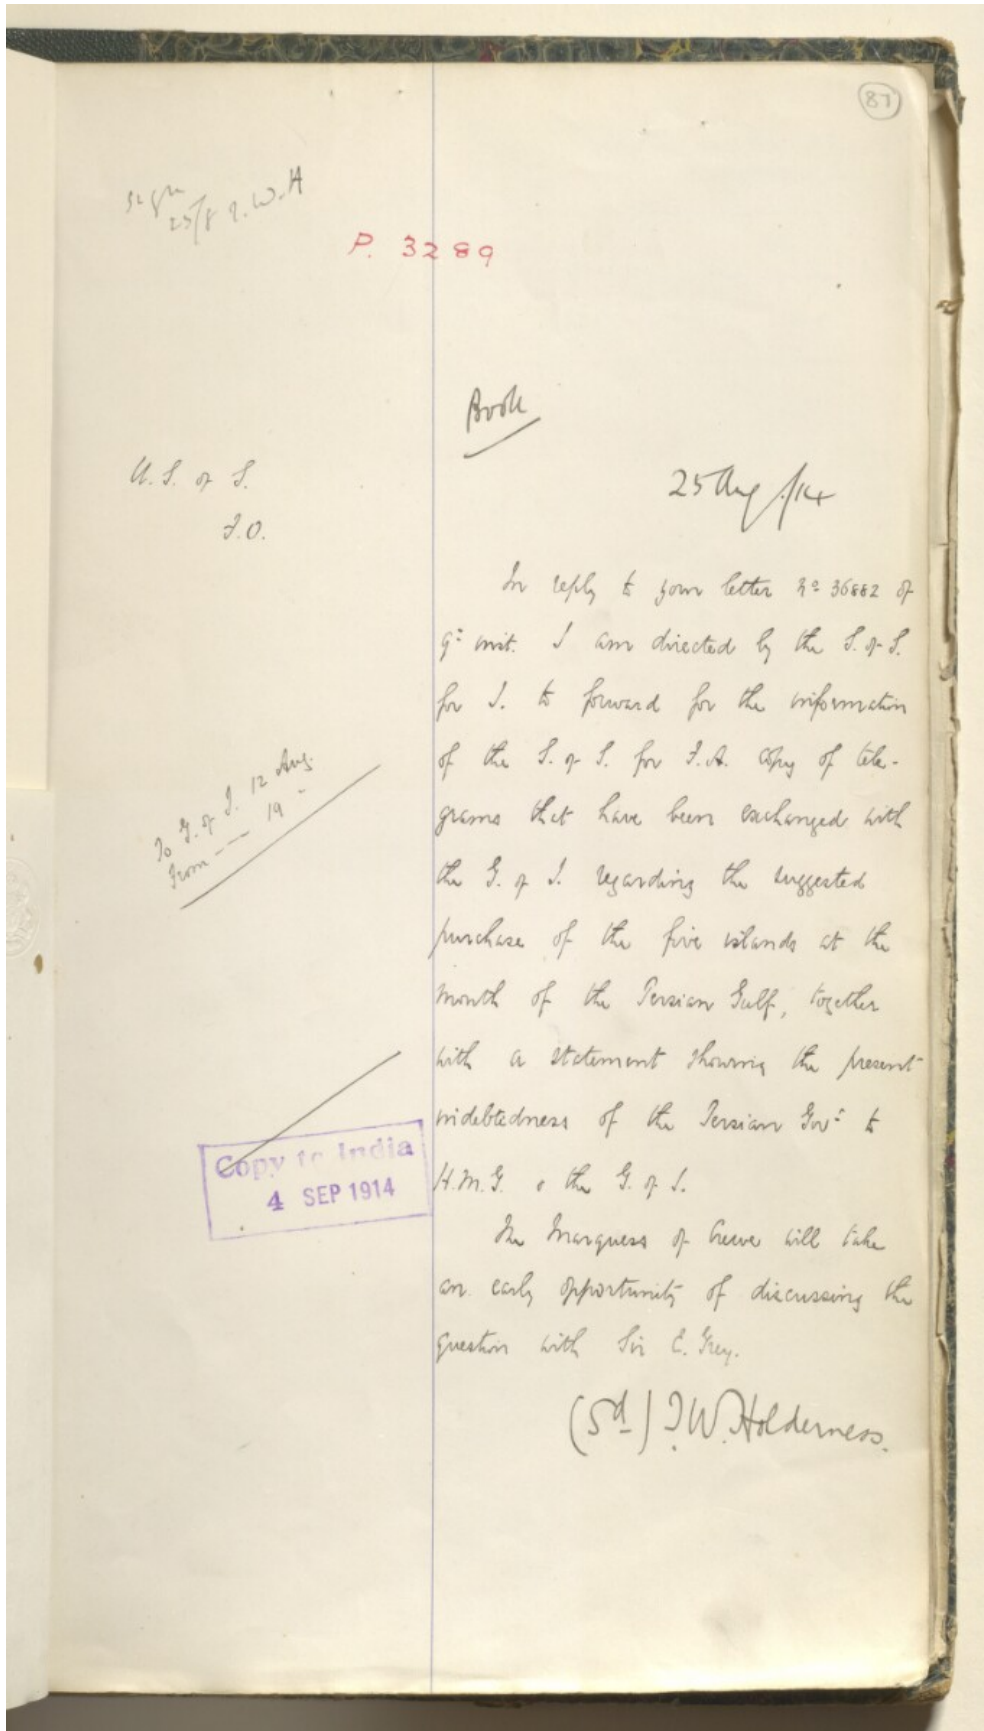 87
25/8 T.W.H
P. 3289
Book
U.S. of S.
F.O.
25 Aug /14
In reply to your letter No 36882 of
9th inst. I am directed by the S. of S.
for I. to forward for the information
of the S. of S. for F.A. copy of tele-
grams that have been exchanged with
To G. of I. 12 Aug.
From -- -- 19 -
the G. of I. regarding the suggested
purchase of the five islands at the
mouth of the Persian Gulf, together
with a statement showing the present
indebtedness of the Persian Govt to
H.M.G. & the G. of I.
Copy to India
4 SEP 1914
The Marquess of Crewe will take
an early opportunity of discussing the
question with Sir E. Grey.
(Sd) T.W. Holderness.